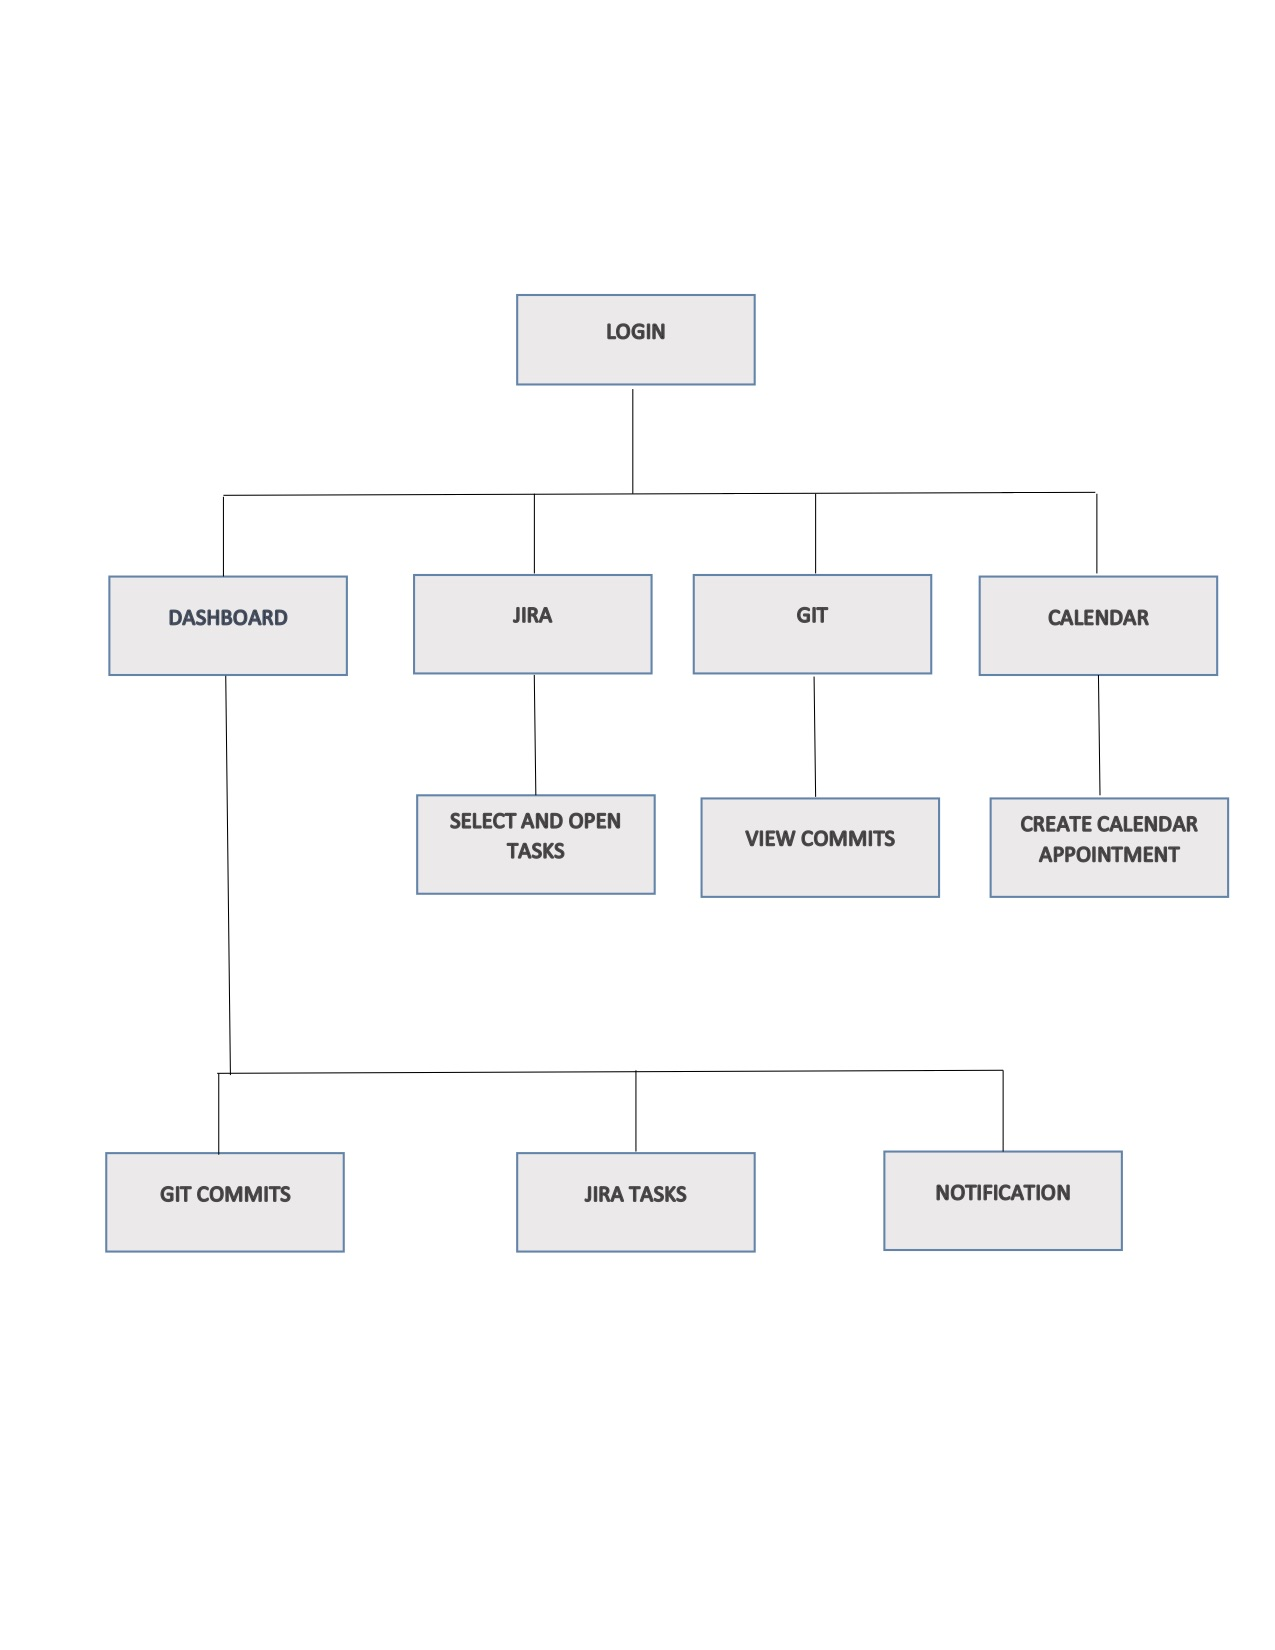 LOGIN
DASHBOARD
JIRA
GIT
CALENDAR
SELECT AND OPEN
TASKS
VIEW COMMITS
CREATE CALENDAR
APPOINTMENT
GIT COMMITS
JIRA TASKS
NOTIFICATION